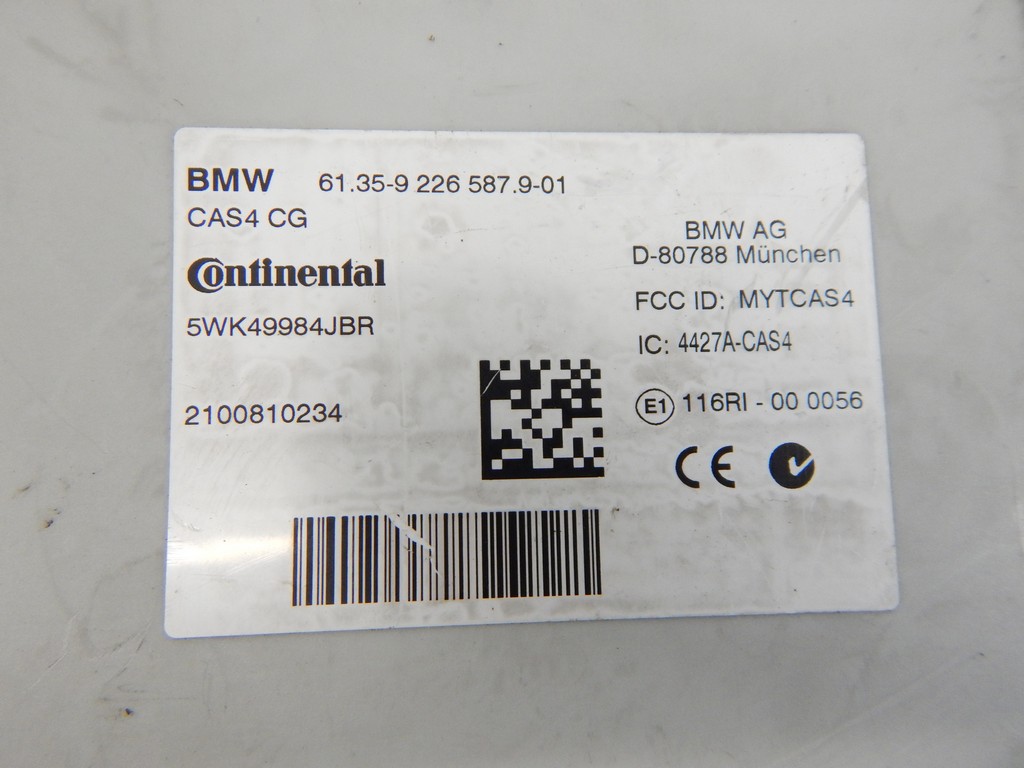 BMW 61.35-9 226 587.9-01
CAS4 CG
Continental
5WK49984JBR
2100810234
BMW AG
D-80788 München
FCC ID: MYTCAS4
IC: 4427A-CAS4
E1 116RI - 00 0056
CE